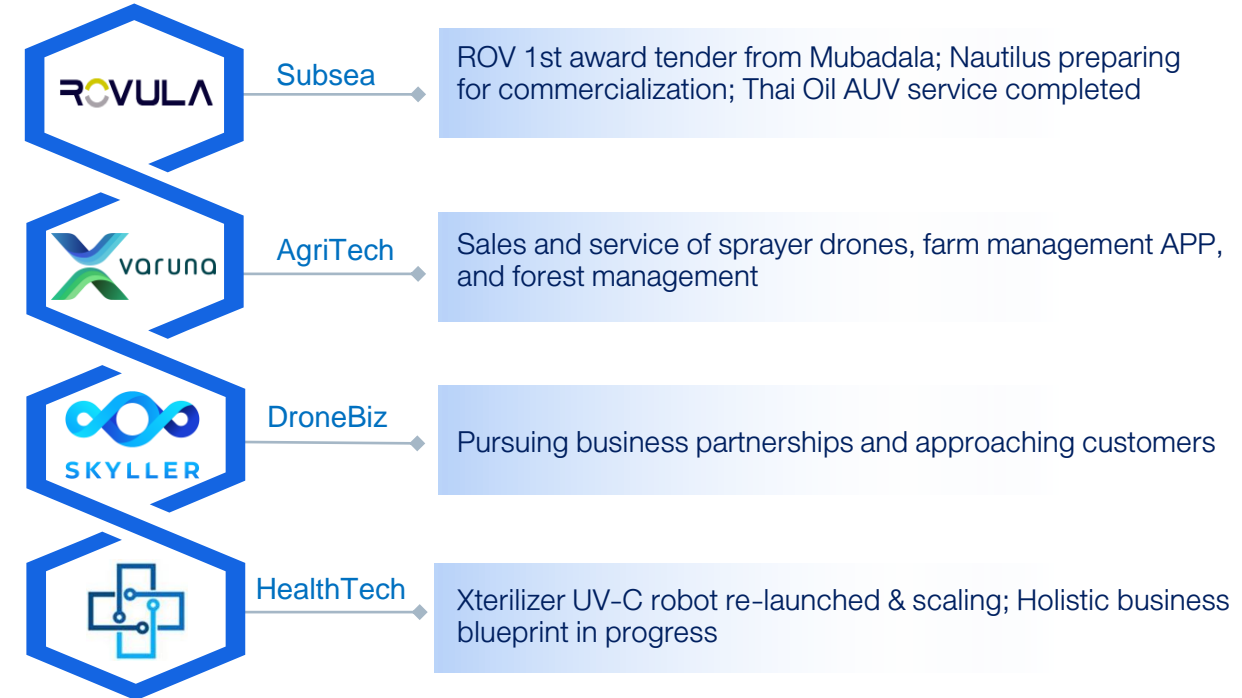 ROVULA
Subsea
ROV 1st award tender from Mubadala; Nautilus preparing
for commercialization; Thai Oil AUV service completed
varuna
AgriTech
Sales and service of sprayer drones, farm management APP,
and forest management
SKYLLER
DroneBiz
Pursuing business partnerships and approaching customers
HealthTech
Xterilizer UV-C robot re-launched & scaling; Holistic business
blueprint in progress